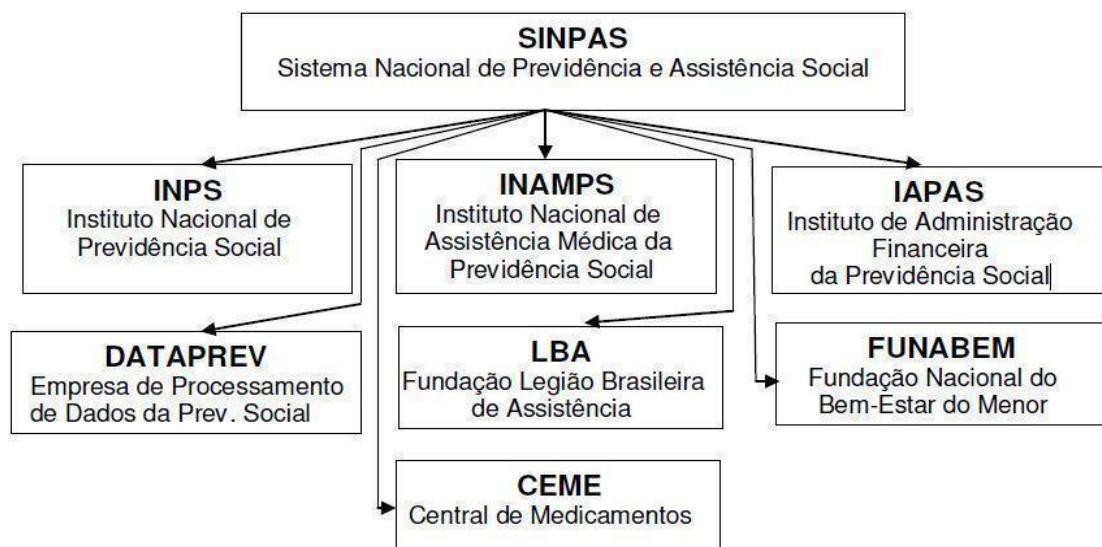 SINPAS
Sistema Nacional de Previdência e Assistência Social
INPS
Instituto Nacional de
Previdência Social
INAMPS
Instituto Nacional de
Assistência Médica da
Previdência Social
IAPAS
Instituto de Administração
Financeira
da Previdência Social
DATAPREV
Empresa de Processamento
de Dados da Prev. Social
LBA
Fundação Legião Brasileira
de Assistência
FUNABEM
Fundação Nacional do
Bem-Estar do Menor
CEME
Central de Medicamentos